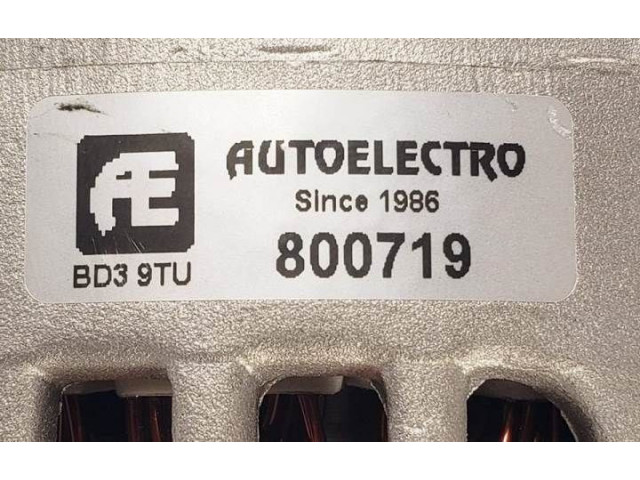 AE
BD3 9TU
AUTOELECTRO
Since 1986
800719